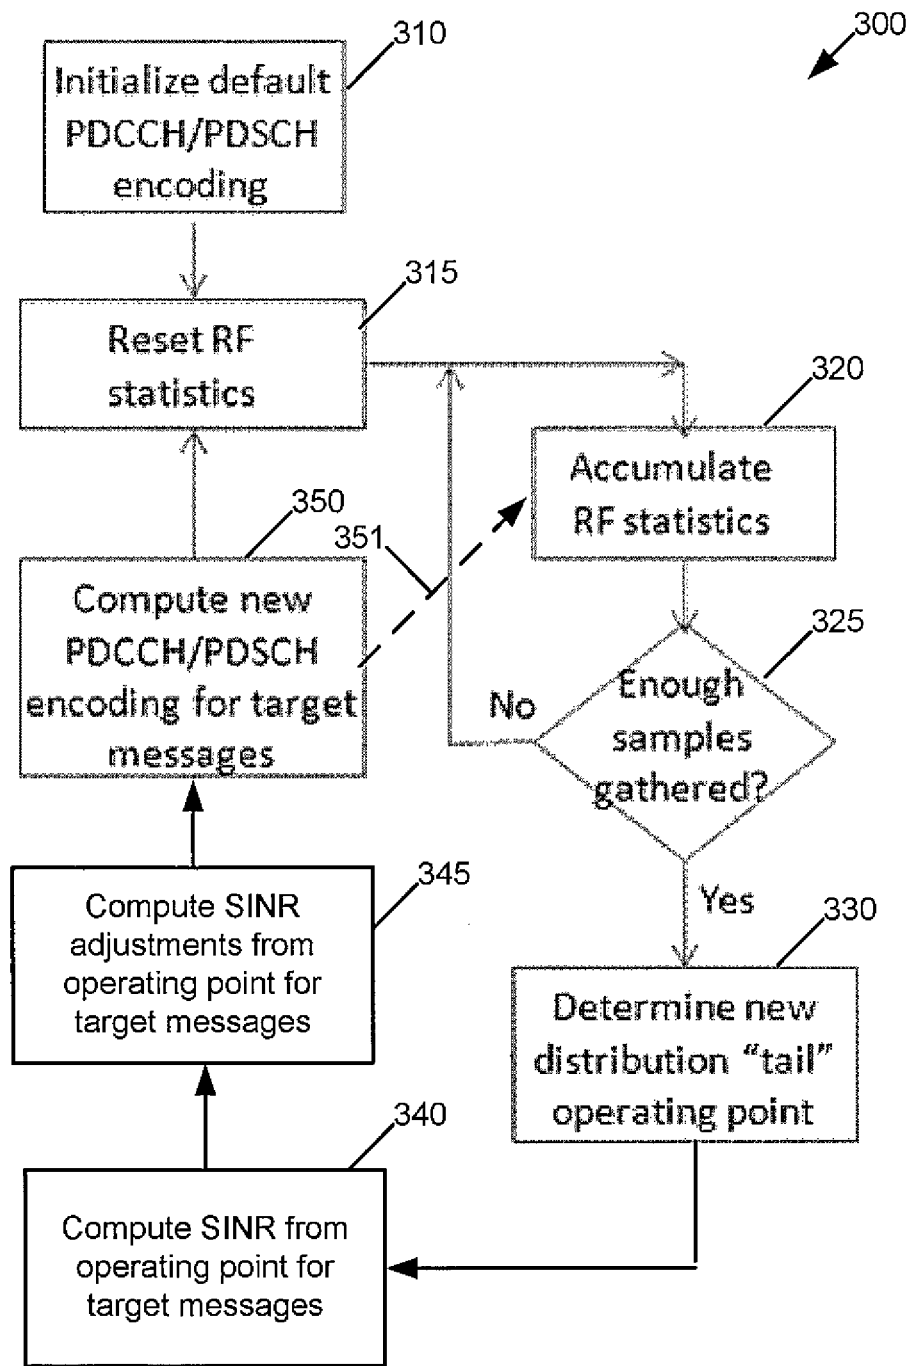 310
300
Initialize default
PDCCH/PDSCH
encoding
315
Reset RF
statistics
320
Accumulate
RF statistics
350
351
Compute new
PDCCH/PDSCH
encoding for target
messages
325
Enough
samples
gathered?
No
Yes
345
Compute SINR
adjustments from
operating point for
target messages
330
Determine new
distribution “tail”
operating point
340
Compute SINR from
operating point for
target messages